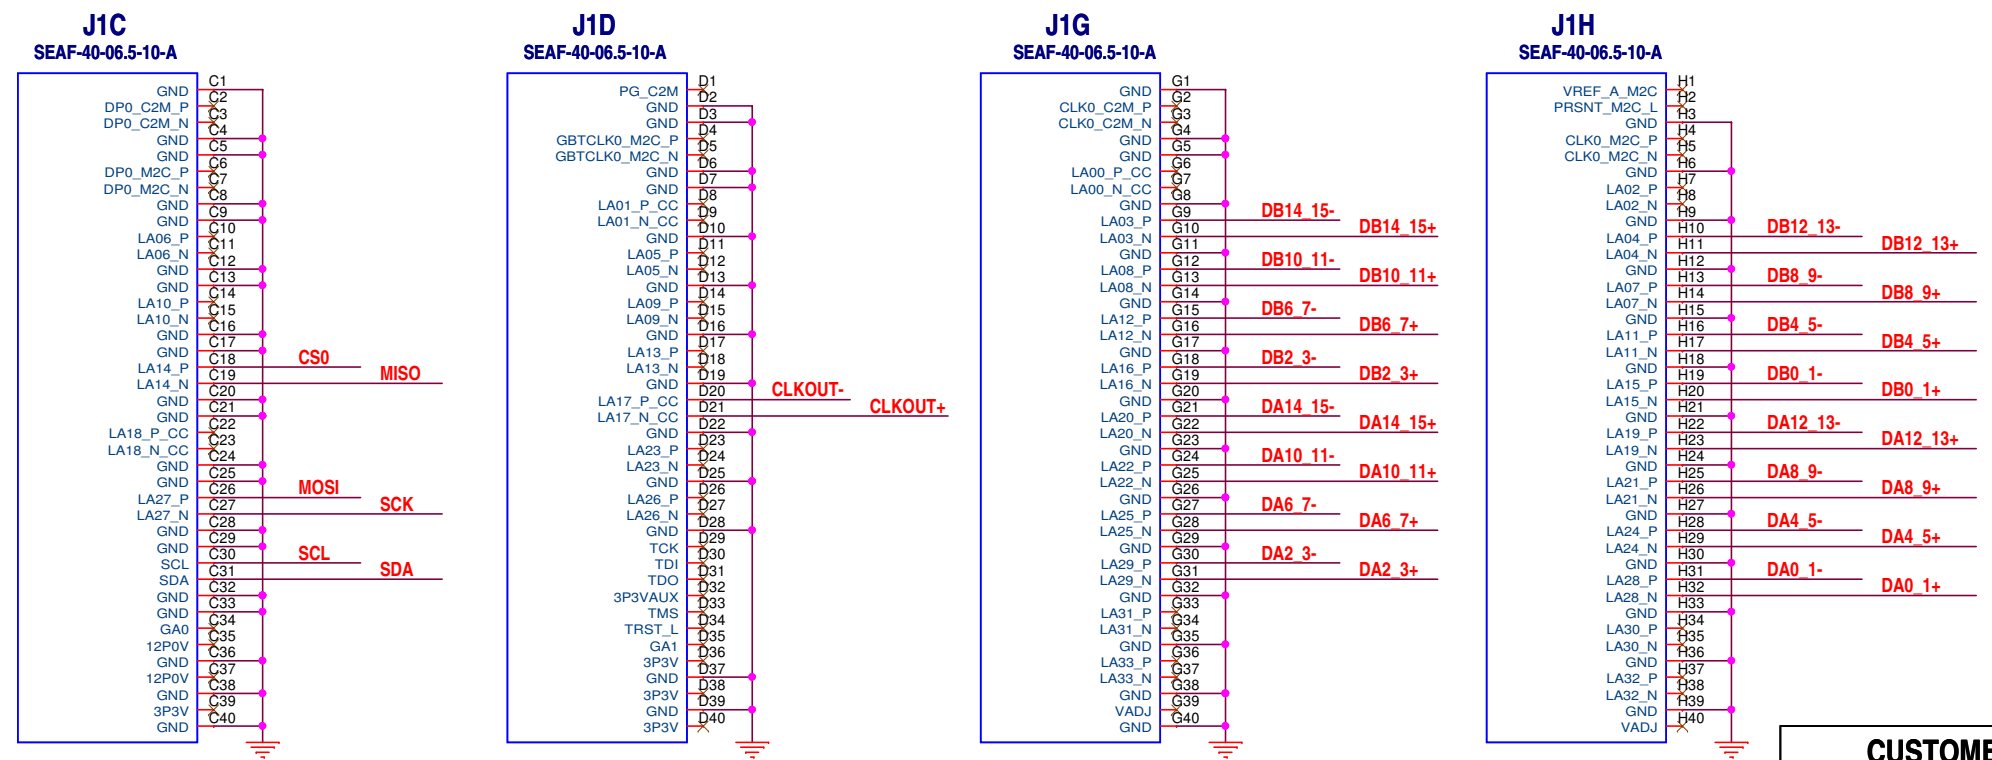 J1C
SEAF-40-06.5-10-A
GND C1
DP0_C2M_P C2
DP0_C2M_N C3
GND C4
GND C5
DP0_M2C_P C6
DP0_M2C_N C7
GND C8
GND C9
LA06_P C10
LA06_N C11
GND C12
GND C13
LA10_P C14
LA10_N C15
GND C16
GND C17
LA14_P C18 CS0
LA14_N C19 MISO
GND C20
GND C21
LA18_P_CC C22
LA18_N_CC C23
GND C24
GND C25
LA27_P C26 MOSI
LA27_N C27 SCK
GND C28
GND C29
SCL C30 SCL
SDA C31 SDA
GND C32
GND C33
GA0 C34
12P0V C35
GND C36
12P0V C37
GND C38
3P3V C39
GND C40
J1D
SEAF-40-06.5-10-A
PG_C2M D1
GND D2
GND D3
GBTCLK0_M2C_P D4
GBTCLK0_M2C_N D5
GND D6
GND D7
LA01_P_CC D8
LA01_N_CC D9
GND D10
LA05_P D11
LA05_N D12
GND D13
LA09_P D14
LA09_N D15
GND D16
LA13_P D17
LA13_N D18
GND D19
LA17_P_CC D20 CLKOUT-
LA17_N_CC D21 CLKOUT+
GND D22
LA23_P D23
LA23_N D24
GND D25
LA26_P D26
LA26_N D27
GND D28
TCK D29
TDI D30
TDO D31
3P3VAUX D32
TMS D33
TRST_L D34
GA1 D35
3P3V D36
GND D37
3P3V D38
GND D39
3P3V D40
J1G
SEAF-40-06.5-10-A
GND G1
CLK0_C2M_P G2
CLK0_C2M_N G3
GND G4
GND G5
LA00_P_CC G6
LA00_N_CC G7
GND G8
LA03_P G9 DB14_15-
LA03_N G10 DB14_15+
GND G11
LA08_P G12 DB10_11-
LA08_N G13 DB10_11+
GND G14
LA12_P G15 DB6_7-
LA12_N G16 DB6_7+
GND G17
LA16_P G18 DB2_3-
LA16_N G19 DB2_3+
GND G20
LA20_P G21 DA14_15-
LA20_N G22 DA14_15+
GND G23
LA22_P G24 DA10_11-
LA22_N G25 DA10_11+
GND G26
LA25_P G27 DA6_7-
LA25_N G28 DA6_7+
GND G29
LA29_P G30 DA2_3-
LA29_N G31 DA2_3+
GND G32
LA31_P G33
LA31_N G34
GND G35
LA33_P G36
LA33_N G37
GND G38
VADJ G39
GND G40
J1H
SEAF-40-06.5-10-A
VREF_A_M2C H1
PRSNT_M2C_L H2
GND H3
CLK0_M2C_P H4
CLK0_M2C_N H5
GND H6
LA02_P H7
LA02_N H8
GND H9
LA04_P H10 DB12_13-
LA04_N H11 DB12_13+
GND H12
LA07_P H13 DB8_9-
LA07_N H14 DB8_9+
GND H15
LA11_P H16 DB4_5-
LA11_N H17 DB4_5+
GND H18
LA15_P H19 DB0_1-
LA15_N H20 DB0_1+
GND H21
LA19_P H22 DA12_13-
LA19_N H23 DA12_13+
GND H24
LA21_P H25 DA8_9-
LA21_N H26 DA8_9+
GND H27
LA24_P H28 DA4_5-
LA24_N H29 DA4_5+
GND H30
LA28_P H31 DA0_1-
LA28_N H32 DA0_1+
GND H33
LA30_P H34
LA30_N H35
GND H36
LA32_P H37
LA32_N H38
GND H39
VADJ H40
CUSTOME